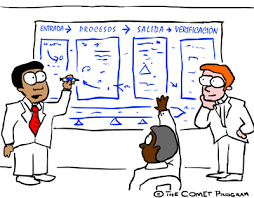 ENTRADA → PROCESOS → SALIDA → VERIFICACIÓN
© THE COMET PROGRAM